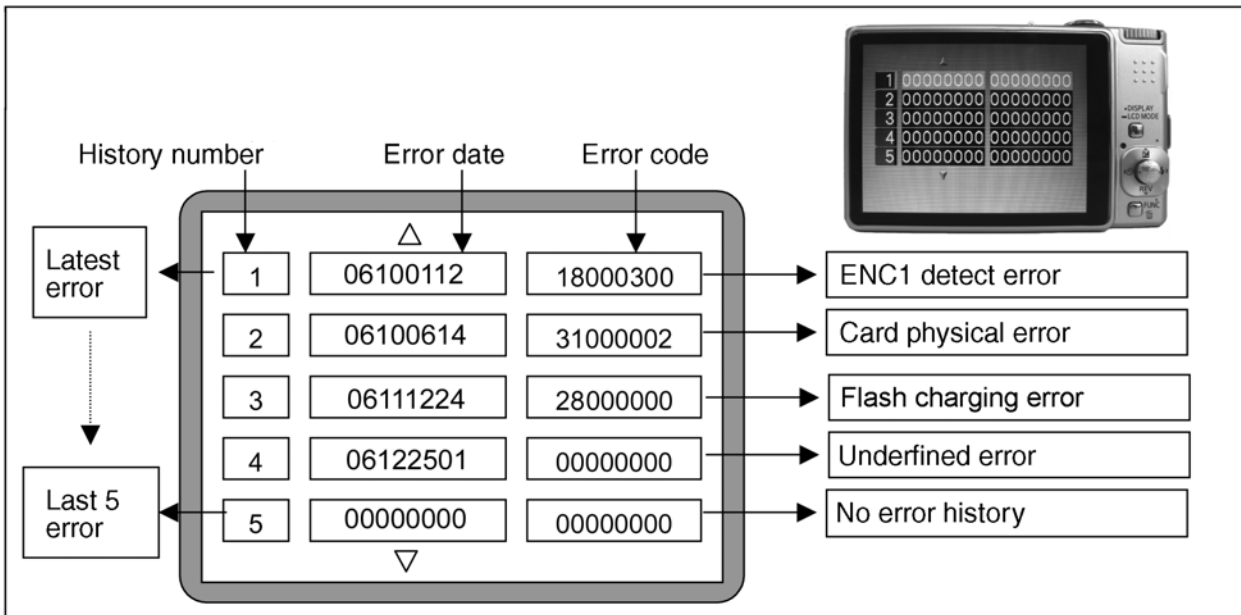 1 00000000 00000000
2 00000000 00000000
3 00000000 00000000
4 00000000 00000000
5 00000000 00000000
•DISPLAY
–LCD MODE
REV
FUNC
History number Error date Error code
Latest error
1 06100112 18000300 ENC1 detect error
2 06100614 31000002 Card physical error
3 06111224 28000000 Flash charging error
4 06122501 00000000 Underfined error
Last 5 error
5 00000000 00000000 No error history